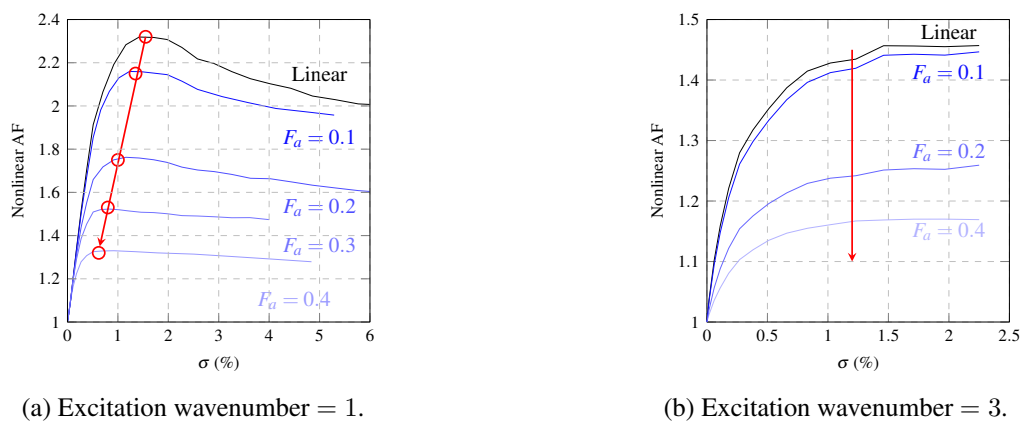 2.4
2.2
2
1.8
1.6
1.4
1.2
1
0 1 2 3 4 5 6
Nonlinear AF
σ (%)
Linear
F_a = 0.1
F_a = 0.2
F_a = 0.3
F_a = 0.4
(a) Excitation wavenumber = 1.
1.5
1.4
1.3
1.2
1.1
1
0 0.5 1 1.5 2 2.5
Nonlinear AF
σ (%)
Linear
F_a = 0.1
F_a = 0.2
F_a = 0.4
(b) Excitation wavenumber = 3.